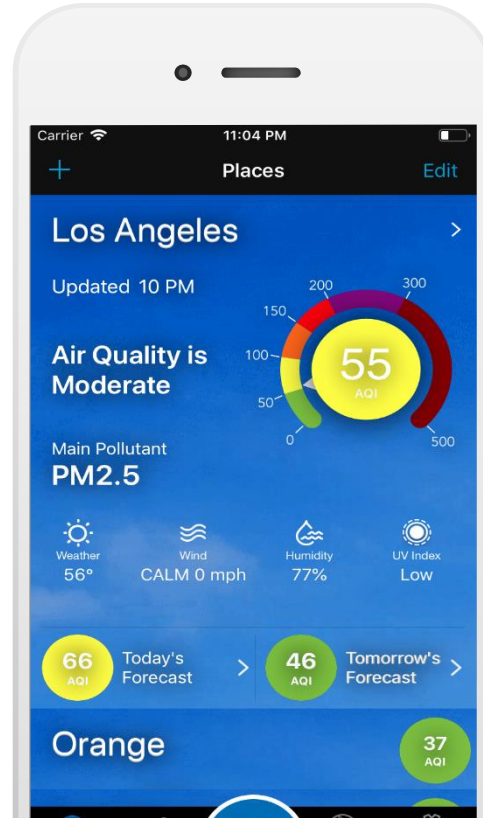 Carrier 11:04 PM
+ Places Edit
Los Angeles >
Updated 10 PM
Air Quality is
Moderate
Main Pollutant
PM2.5
0
50
100
150
200
300
500
55
AQI
Weather Wind Humidity UV Index
56° CALM 0 mph 77% Low
66
AQI
Today's
Forecast >
46
AQI
Tomorrow's
Forecast >
Orange
37
AQI